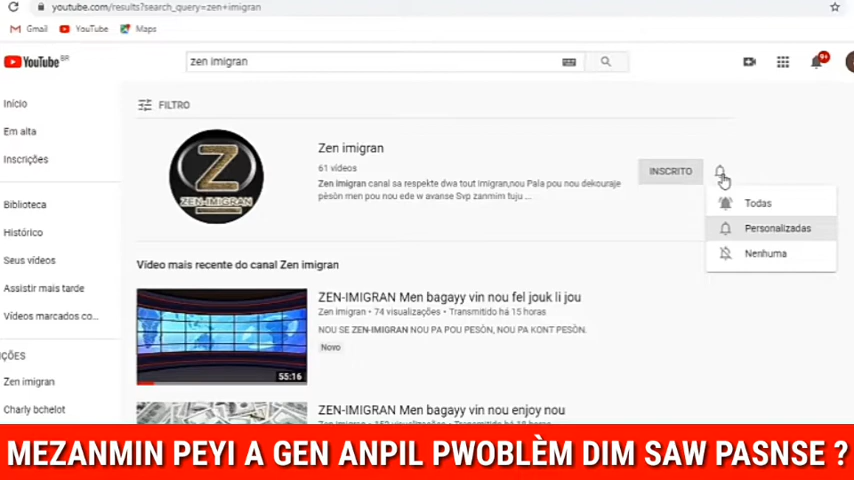 youtube.com/results?search_query=zen+imigran
Gmail YouTube Maps
YouTube BR
zen imigran
9+
Início
Em alta
Inscrições
Biblioteca
Histórico
Seus vídeos
Assistir mais tarde
Vídeos marcados co...
ÇÕES
Zen imigran
Charly bchelot
FILTRO
Z
ZEN-IMIGRAN
Zen imigran
61 vídeos
Zen imigran canal sa respekte dwa tout imigran,nou Pala pou nou dekouraje
pèsòn men pou nou ede w avanse Svp zanmim tuju ...
INSCRITO
Todas
Personalizadas
Nenhuma
Vídeo mais recente do canal Zen imigran
55:16
ZEN-IMIGRAN Men bagayy vin nou fel jouk li jou
Zen imigran • 74 visualizações • Transmitido há 15 horas
NOU SE ZEN-IMIGRAN NOU PA POU PESÒN, NOU PA KONT PESÒN.
Novo
ZEN-IMIGRAN Men bagayy vin nou enjoy nou
MEZANMIN PEYI A GEN ANPIL PWOBLÈM DIM SAW PASNSE ?